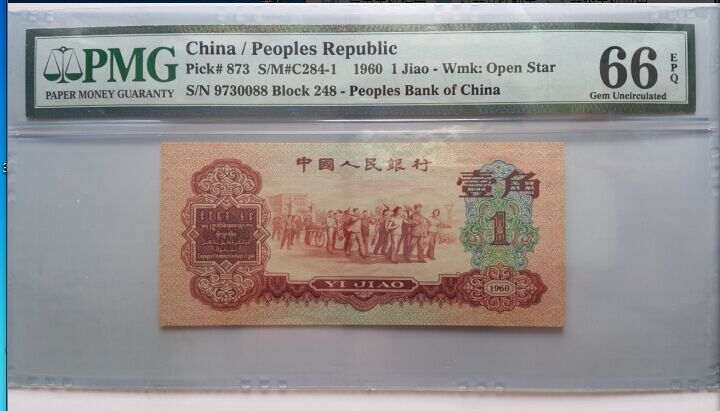 China / Peoples Republic
PMG
Pick# 873 S/M#C284-1 1960 1 Jiao - Wmk: Open Star
66 EPQ
PAPER MONEY GUARANTY
S/N 9730088 Block 248 - Peoples Bank of China
Gem Uncirculated
中國人民銀行
壹角
1
YI JIAO
1960